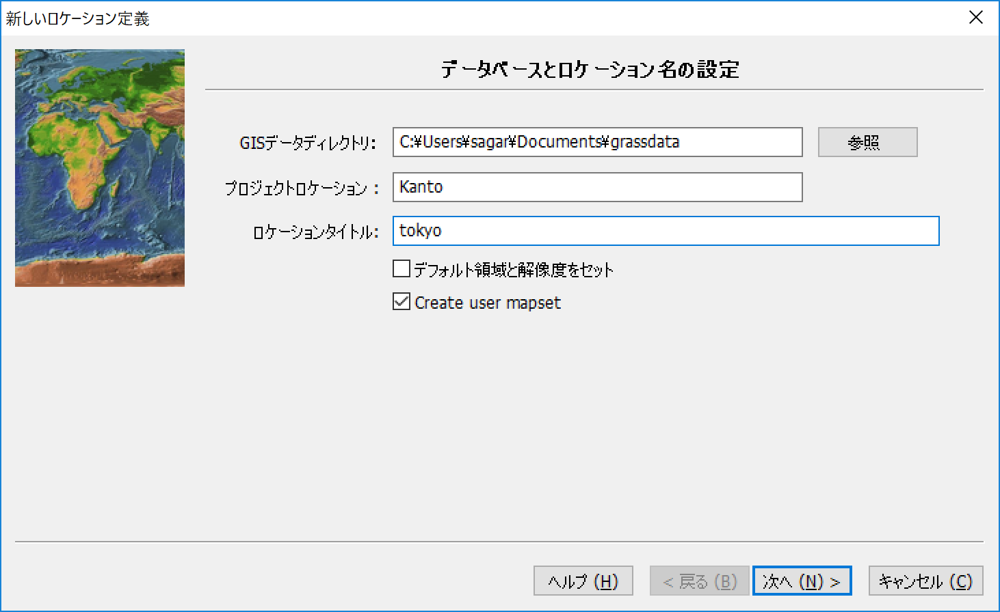 新しいロケーション定義
データベースとロケーション名の設定
GISデータディレクトリ: C:¥Users¥sagar¥Documents¥grassdata 参照
プロジェクトロケーション : Kanto
ロケーションタイトル: tokyo
デフォルト領域と解像度をセット
Create user mapset
ヘルプ (H) < 戻る (B) 次へ (N) > キャンセル (C)